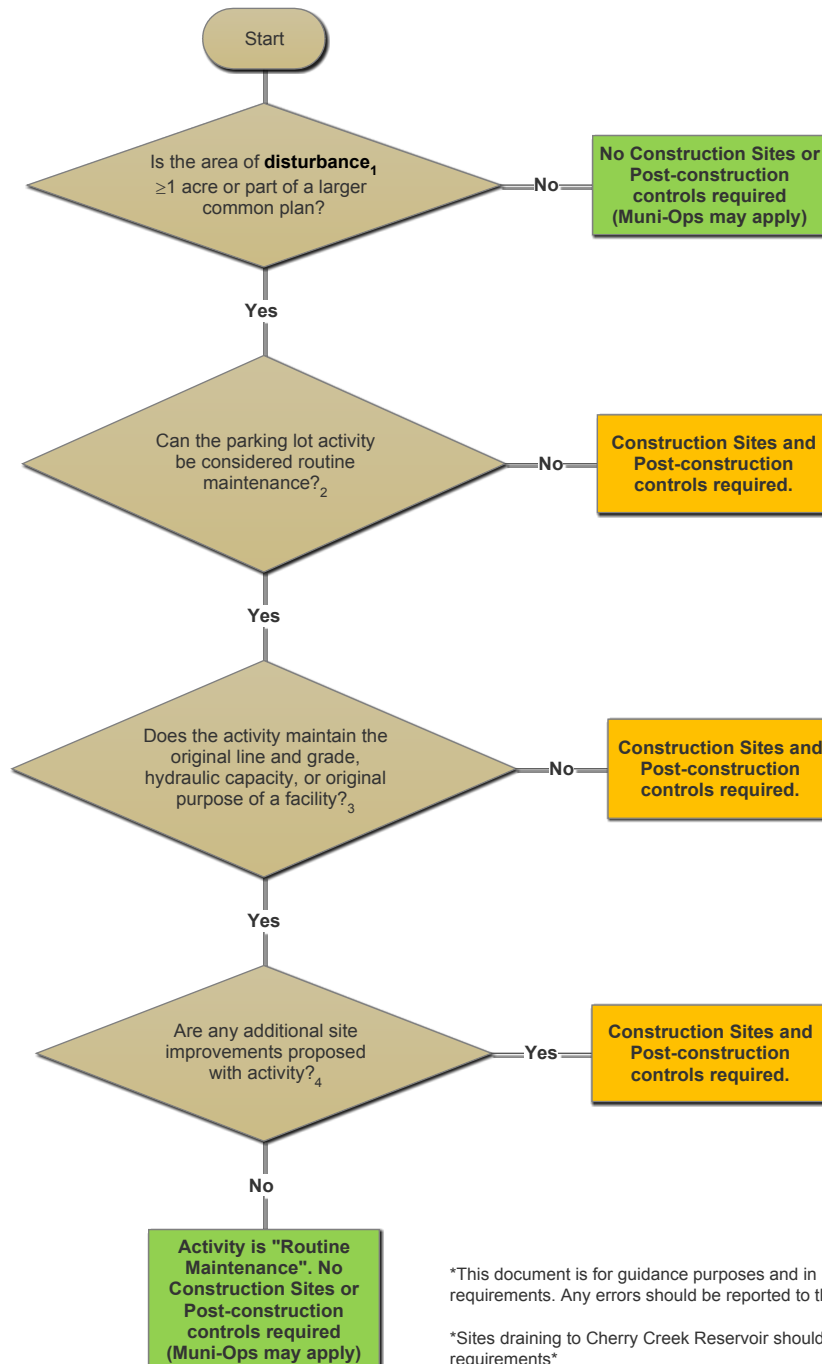 Start
Is the area of disturbance1
≥1 acre or part of a larger
common plan?
No
No Construction Sites or
Post-construction
controls required
(Muni-Ops may apply)
Yes
Can the parking lot activity
be considered routine
maintenance?2
No
Construction Sites and
Post-construction
controls required.
Yes
Does the activity maintain the
original line and grade,
hydraulic capacity, or original
purpose of a facility?3
No
Construction Sites and
Post-construction
controls required.
Yes
Are any additional site
improvements proposed
with activity?4
Yes
Construction Sites and
Post-construction
controls required.
No
Activity is "Routine
Maintenance". No
Construction Sites or
Post-construction
controls required
(Muni-Ops may apply)
*This document is for guidance purposes and in
requirements. Any errors should be reported to
*Sites draining to Cherry Creek Reservoir should
requirements*